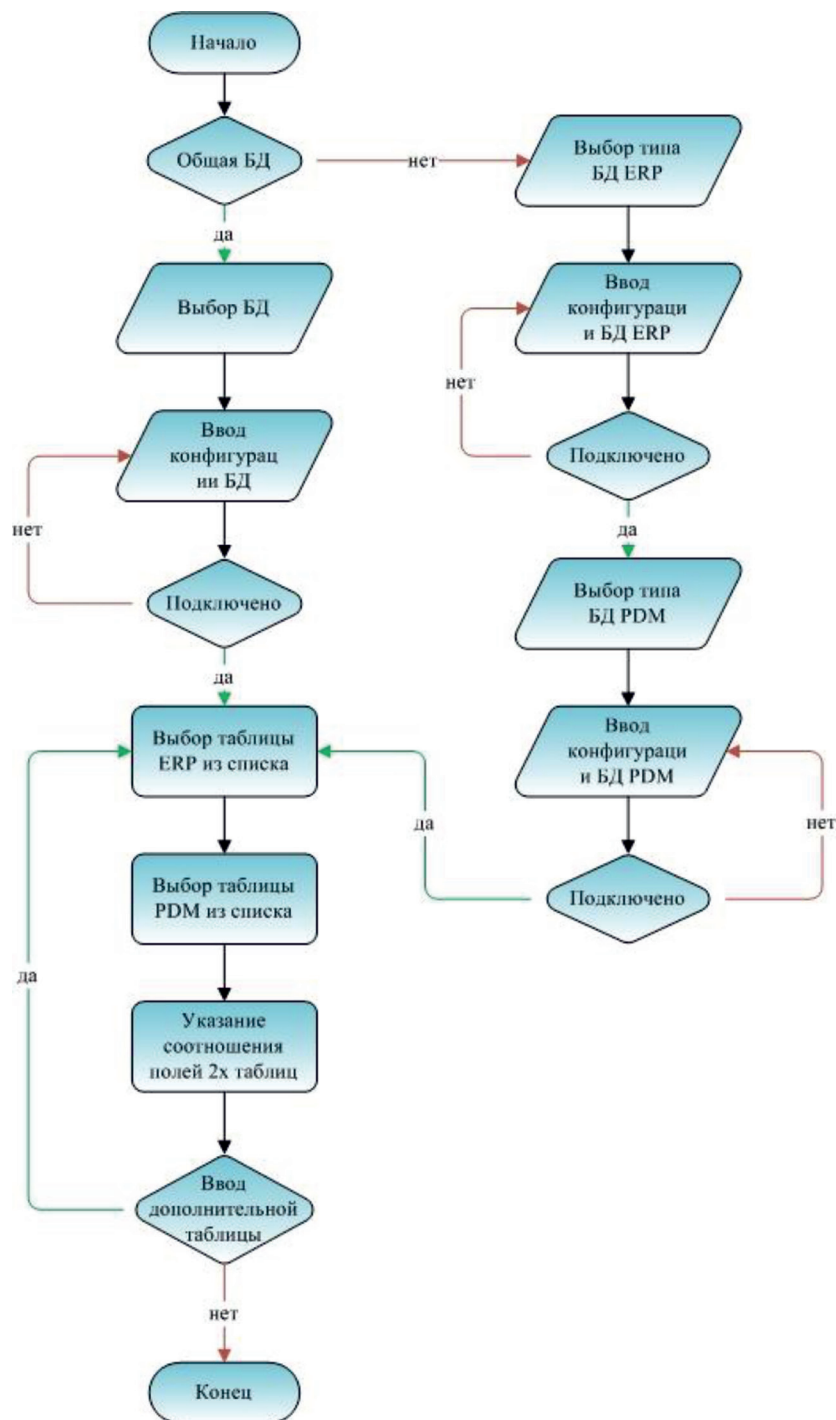 Начало
Общая БД
нет
Выбор типа
БД ERP
да
Выбор БД
Ввод
конфигураци
и БД ERP
нет
Ввод
конфигурац
ии БД
Подключено
нет
да
Подключено
Выбор типа
БД PDM
да
Выбор таблицы
ERP из списка
Ввод
конфигураци
и БД PDM
да
нет
Выбор таблицы
PDM из списка
Подключено
да
Указание
соотношения
полей 2х таблиц
Ввод
дополнительной
таблицы
нет
Конец